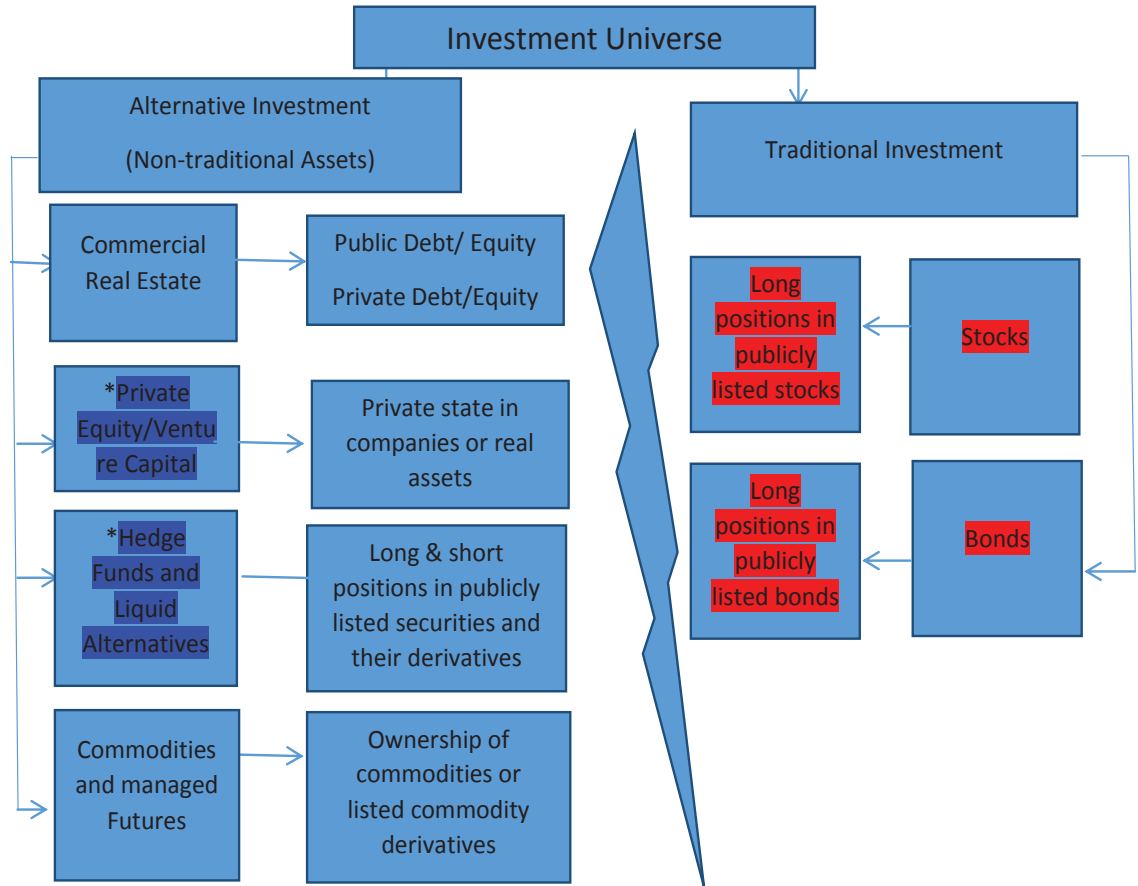 Investment Universe
Alternative Investment
(Non-traditional Assets)
Traditional Investment
Commercial
Real Estate
Public Debt/ Equity
Private Debt/Equity
Long
positions in
publicly
listed stocks
Stocks
*Private
Equity/Ventu
re Capital
Private state in
companies or real
assets
Long
positions in
publicly
listed bonds
Bonds
*Hedge
Funds and
Liquid
Alternatives
Long & short
positions in publicly
listed securities and
their derivatives
Commodities
and managed
Futures
Ownership of
commodities or
listed commodity
derivatives